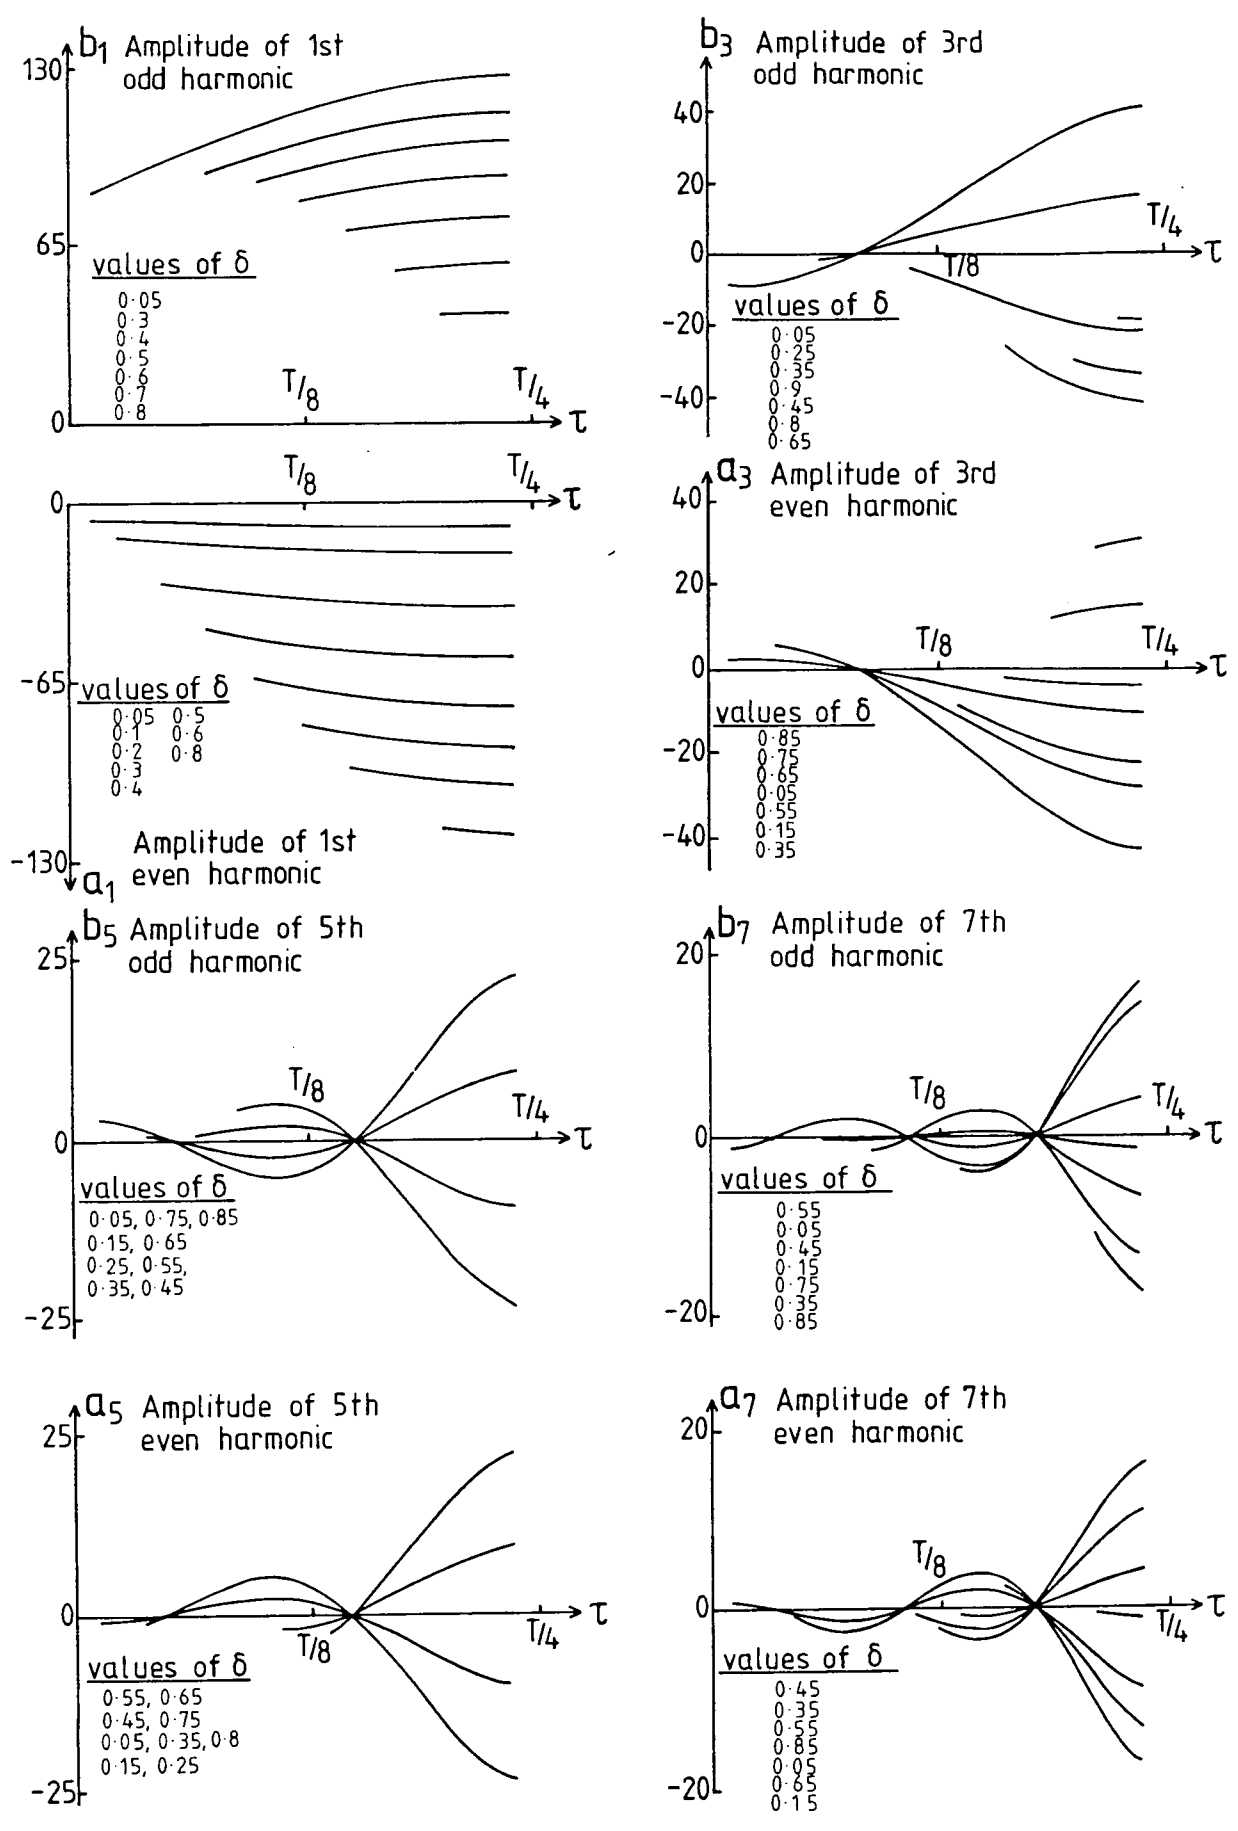 b1 Amplitude of 1st
odd harmonic
130
65
0
values of δ
0·05
0·3
0·4
0·5
0·6
0·7
0·8
T/8
T/4
τ
T/8
T/4
0
τ
-65
values of δ
0·05 0·5
0·1 0·6
0·2 0·8
0·3
0·4
Amplitude of 1st
-130
a1 even harmonic
b3 Amplitude of 3rd
odd harmonic
40
20
0
-20
-40
T/4
τ
T/8
values of δ
0·05
0·25
0·35
0·9
0·45
0·8
0·65
a3 Amplitude of 3rd
even harmonic
40
20
0
-20
-40
T/8
T/4
τ
values of δ
0·85
0·75
0·65
0·05
0·55
0·15
0·35
b5 Amplitude of 5th
odd harmonic
25
0
-25
T/8
T/4
τ
values of δ
0·05, 0·75, 0·85
0·15, 0·65
0·25, 0·55,
0·35, 0·45
b7 Amplitude of 7th
odd harmonic
20
0
-20
T/8
T/4
τ
values of δ
0·55
0·05
0·45
0·15
0·75
0·35
0·85
a5 Amplitude of 5th
even harmonic
25
0
-25
τ
T/8
T/4
values of δ
0·55, 0·65
0·45, 0·75
0·05, 0·35, 0·8
0·15, 0·25
a7 Amplitude of 7th
even harmonic
20
0
-20
T/8
τ
T/4
values of δ
0·45
0·35
0·55
0·85
0·05
0·65
0·15